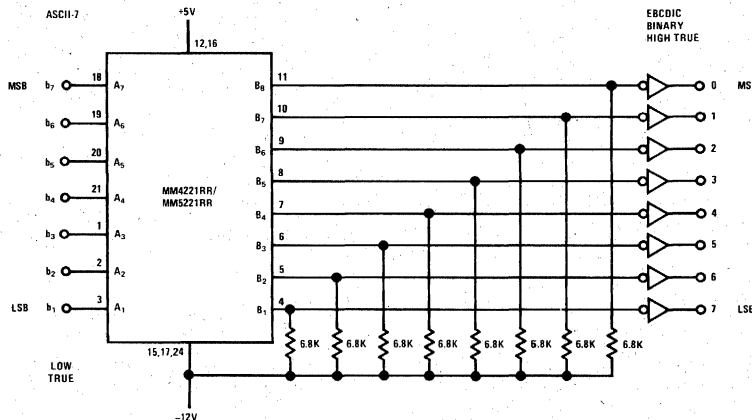 ASCII-7
+5V
EBCDIC
BINARY
HIGH TRUE
12,16
MSB b7 18 A7 B8 11 0 MS
b6 19 A6 B7 10 1
b5 20 A5 B6 9 2
b4 21 A4 B5 8 3
MM4221RR/
MM5221RR
B4 7 4
b3 1 A3 B3 6 5
b2 2 A2 B2 5 6
LSB b1 3 A1 B1 4 7 LSB
6.8K 6.8K 6.8K 6.8K 6.8K 6.8K 6.8K 6.8K
15,17,24
LOW
TRUE
−12V